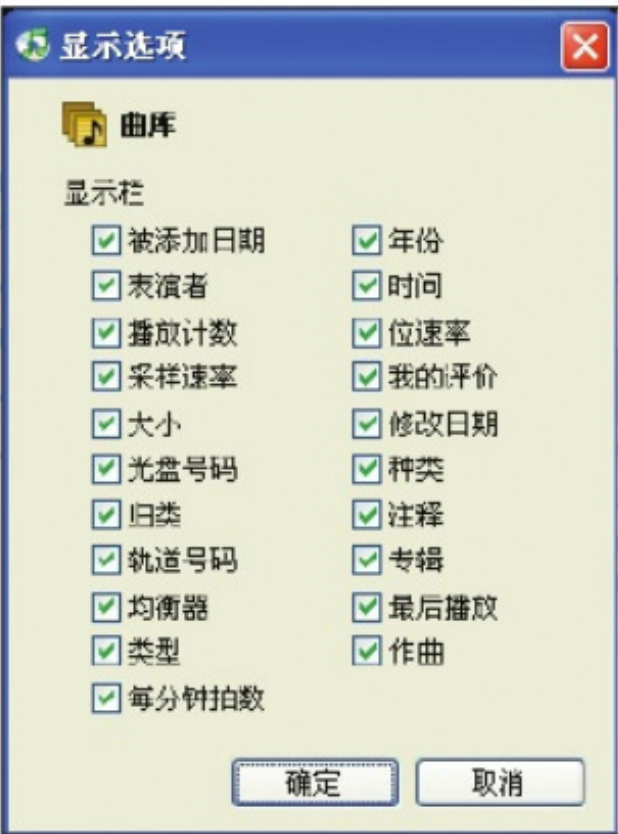 显示选项
曲库
显示栏
被添加日期
表演者
播放计数
采样速率
大小
光盘号码
归类
轨道号码
均衡器
类型
每分钟拍数
年份
时间
位速率
我的评价
修改日期
种类
注释
专辑
最后播放
作曲
确定
取消